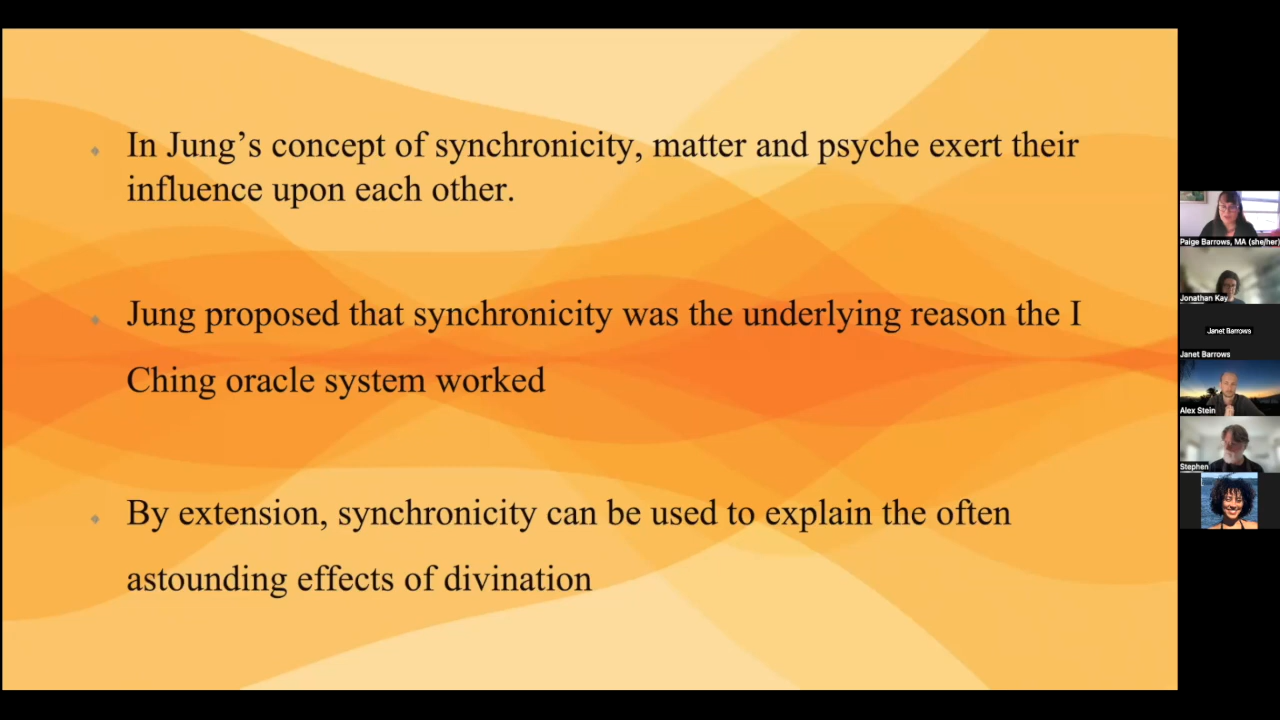 In Jung’s concept of synchronicity, matter and psyche exert their
influence upon each other.
Jung proposed that synchronicity was the underlying reason the I
Ching oracle system worked
By extension, synchronicity can be used to explain the often
astounding effects of divination
Paige Barrows, MA (she/her)
Jonathan Kay
Janet Barrows
Janet Barrows
Alex Stein
Stephen